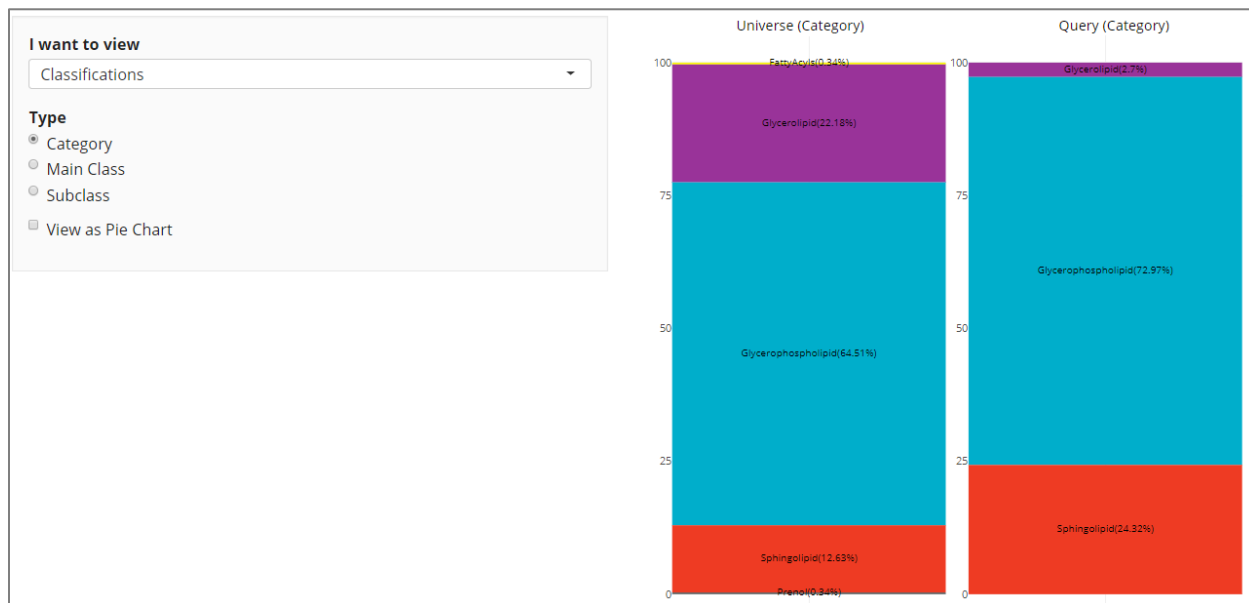 I want to view
Classifications
Type
Category
Main Class
Subclass
View as Pie Chart
Universe (Category)
100
75
50
25
0
FattyAcyls(0.34%)
Glycerolipid(22.18%)
Glycerophospholipid(64.51%)
Sphingolipid(12.63%)
Prenol(0.34%)
Query (Category)
100
75
50
25
0
Glycerolipid(2.7%)
Glycerophospholipid(72.97%)
Sphingolipid(24.32%)